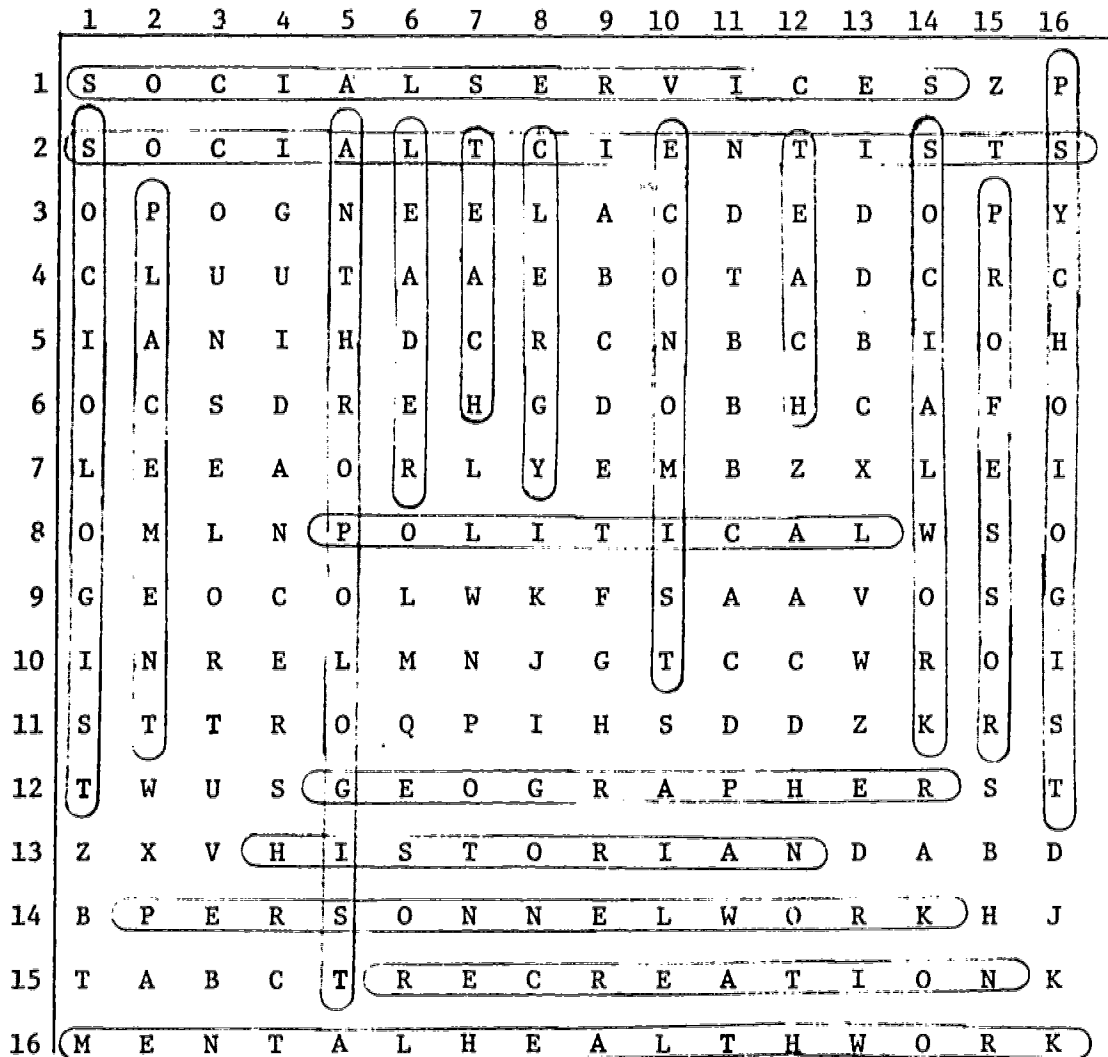 1 2 3 4 5 6 7 8 9 10 11 12 13 14 15 16
1 S O C I A L S E R V I C E S Z P
2 S O C I A L T C I E N T I S T S
3 O P O G N E E L A C D E D O P Y
4 C L U U T A A E B O T A D C R C
5 I A N I H D C R C N B C B I O H
6 O C S D R E H G D O B H C A F O
7 L E E A O R L Y E M B Z X L E I
8 O M L N P O L I T I C A L W S O
9 G E O C O L W K F S A A V O S G
10 I N R E L M N J G T C C W R O I
11 S T T R O Q P I H S D D Z K R S
12 T W U S G E O G R A P H E R S T
13 Z X V H I S T O R I A N D A B D
14 B P E R S O N N E L W O R K H J
15 T A B C T R E C R E A T I O N K
16 M E N T A L H E A L T H W O R K